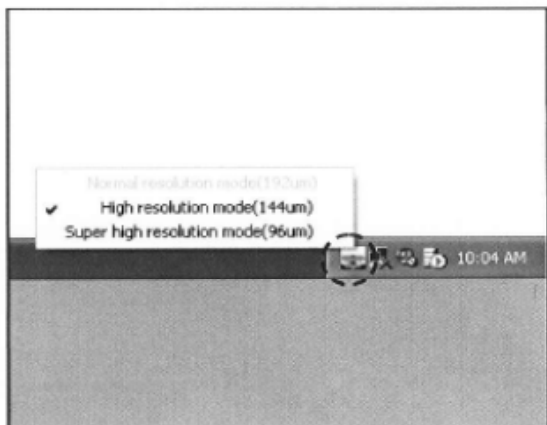 Normal resolution mode(192um)
High resolution mode(144um)
Super high resolution mode(96um)
10:04 AM